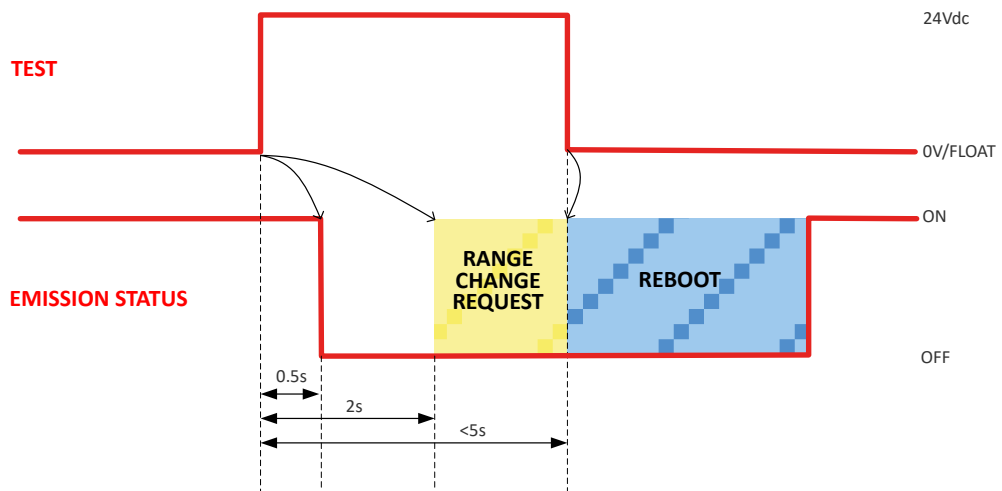 24Vdc
TEST
0V/FLOAT
ON
RANGE
CHANGE
REQUEST
REBOOT
EMISSION STATUS
OFF
0.5s
2s
<5s